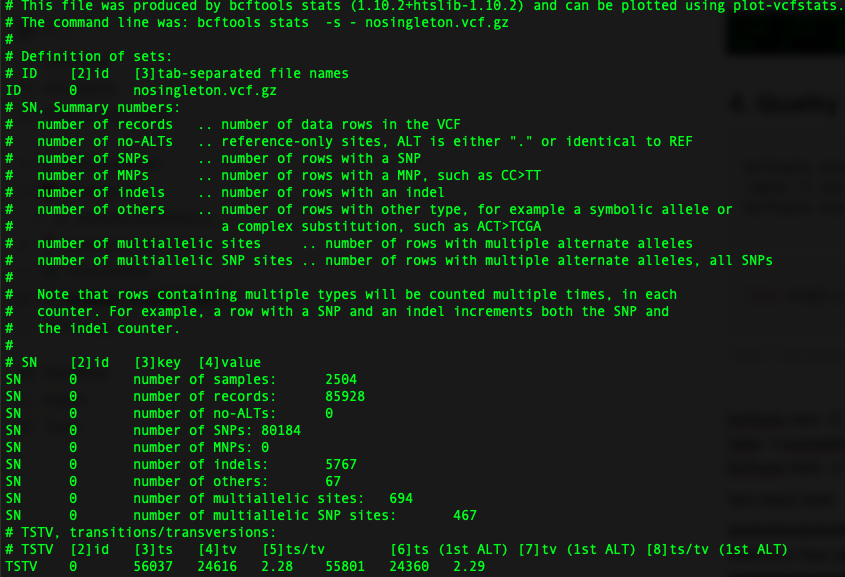 # This file was produced by bcftools stats (1.10.2+htslib-1.10.2) and can be plotted using plot-vcfstats.
# The command line was: bcftools stats  -s - nosingleton.vcf.gz
#
# Definition of sets:
# ID    [2]id   [3]tab-separated file names
ID      0       nosingleton.vcf.gz
# SN, Summary numbers:
#   number of records   .. number of data rows in the VCF
#   number of no-ALTs   .. reference-only sites, ALT is either "." or identical to REF
#   number of SNPs      .. number of rows with a SNP
#   number of MNPs      .. number of rows with a MNP, such as CC>TT
#   number of indels    .. number of rows with an indel
#   number of others    .. number of rows with other type, for example a symbolic allele or
#                          a complex substitution, such as ACT>TCGA
#   number of multiallelic sites     .. number of rows with multiple alternate alleles
#   number of multiallelic SNP sites .. number of rows with multiple alternate alleles, all SNPs
#
#   Note that rows containing multiple types will be counted multiple times, in each
#   counter. For example, a row with a SNP and an indel increments both the SNP and
#   the indel counter.
#
# SN    [2]id   [3]key  [4]value
SN      0       number of samples:      2504
SN      0       number of records:      85928
SN      0       number of no-ALTs:      0
SN      0       number of SNPs: 80184
SN      0       number of MNPs: 0
SN      0       number of indels:       5767
SN      0       number of others:       67
SN      0       number of multiallelic sites:   694
SN      0       number of multiallelic SNP sites:       467
# TSTV, transitions/transversions:
# TSTV  [2]id   [3]ts   [4]tv   [5]ts/tv        [6]ts (1st ALT) [7]tv (1st ALT) [8]ts/tv (1st ALT)
TSTV    0       56037   24616   2.28    55801   24360   2.29